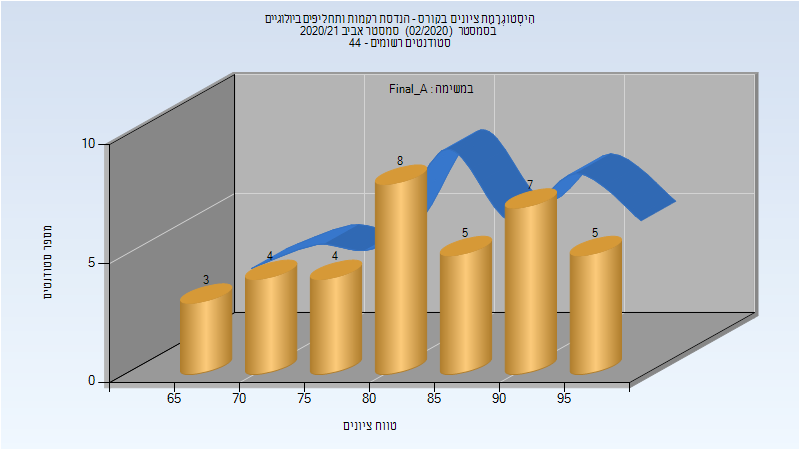 הִיסְטוֹגְרָמַת ציונים בקורס - הנדסת רקמות ותחליפים ביולוגיים
בסמסטר (02/2020) סמסטר אביב 2020/21
סטודנטים רשומים - 44
במשימה : Final_A
10
5
0
מספר סטודנטים
3
4
4
8
5
7
5
65
70
75
80
85
90
95
טווח ציונים